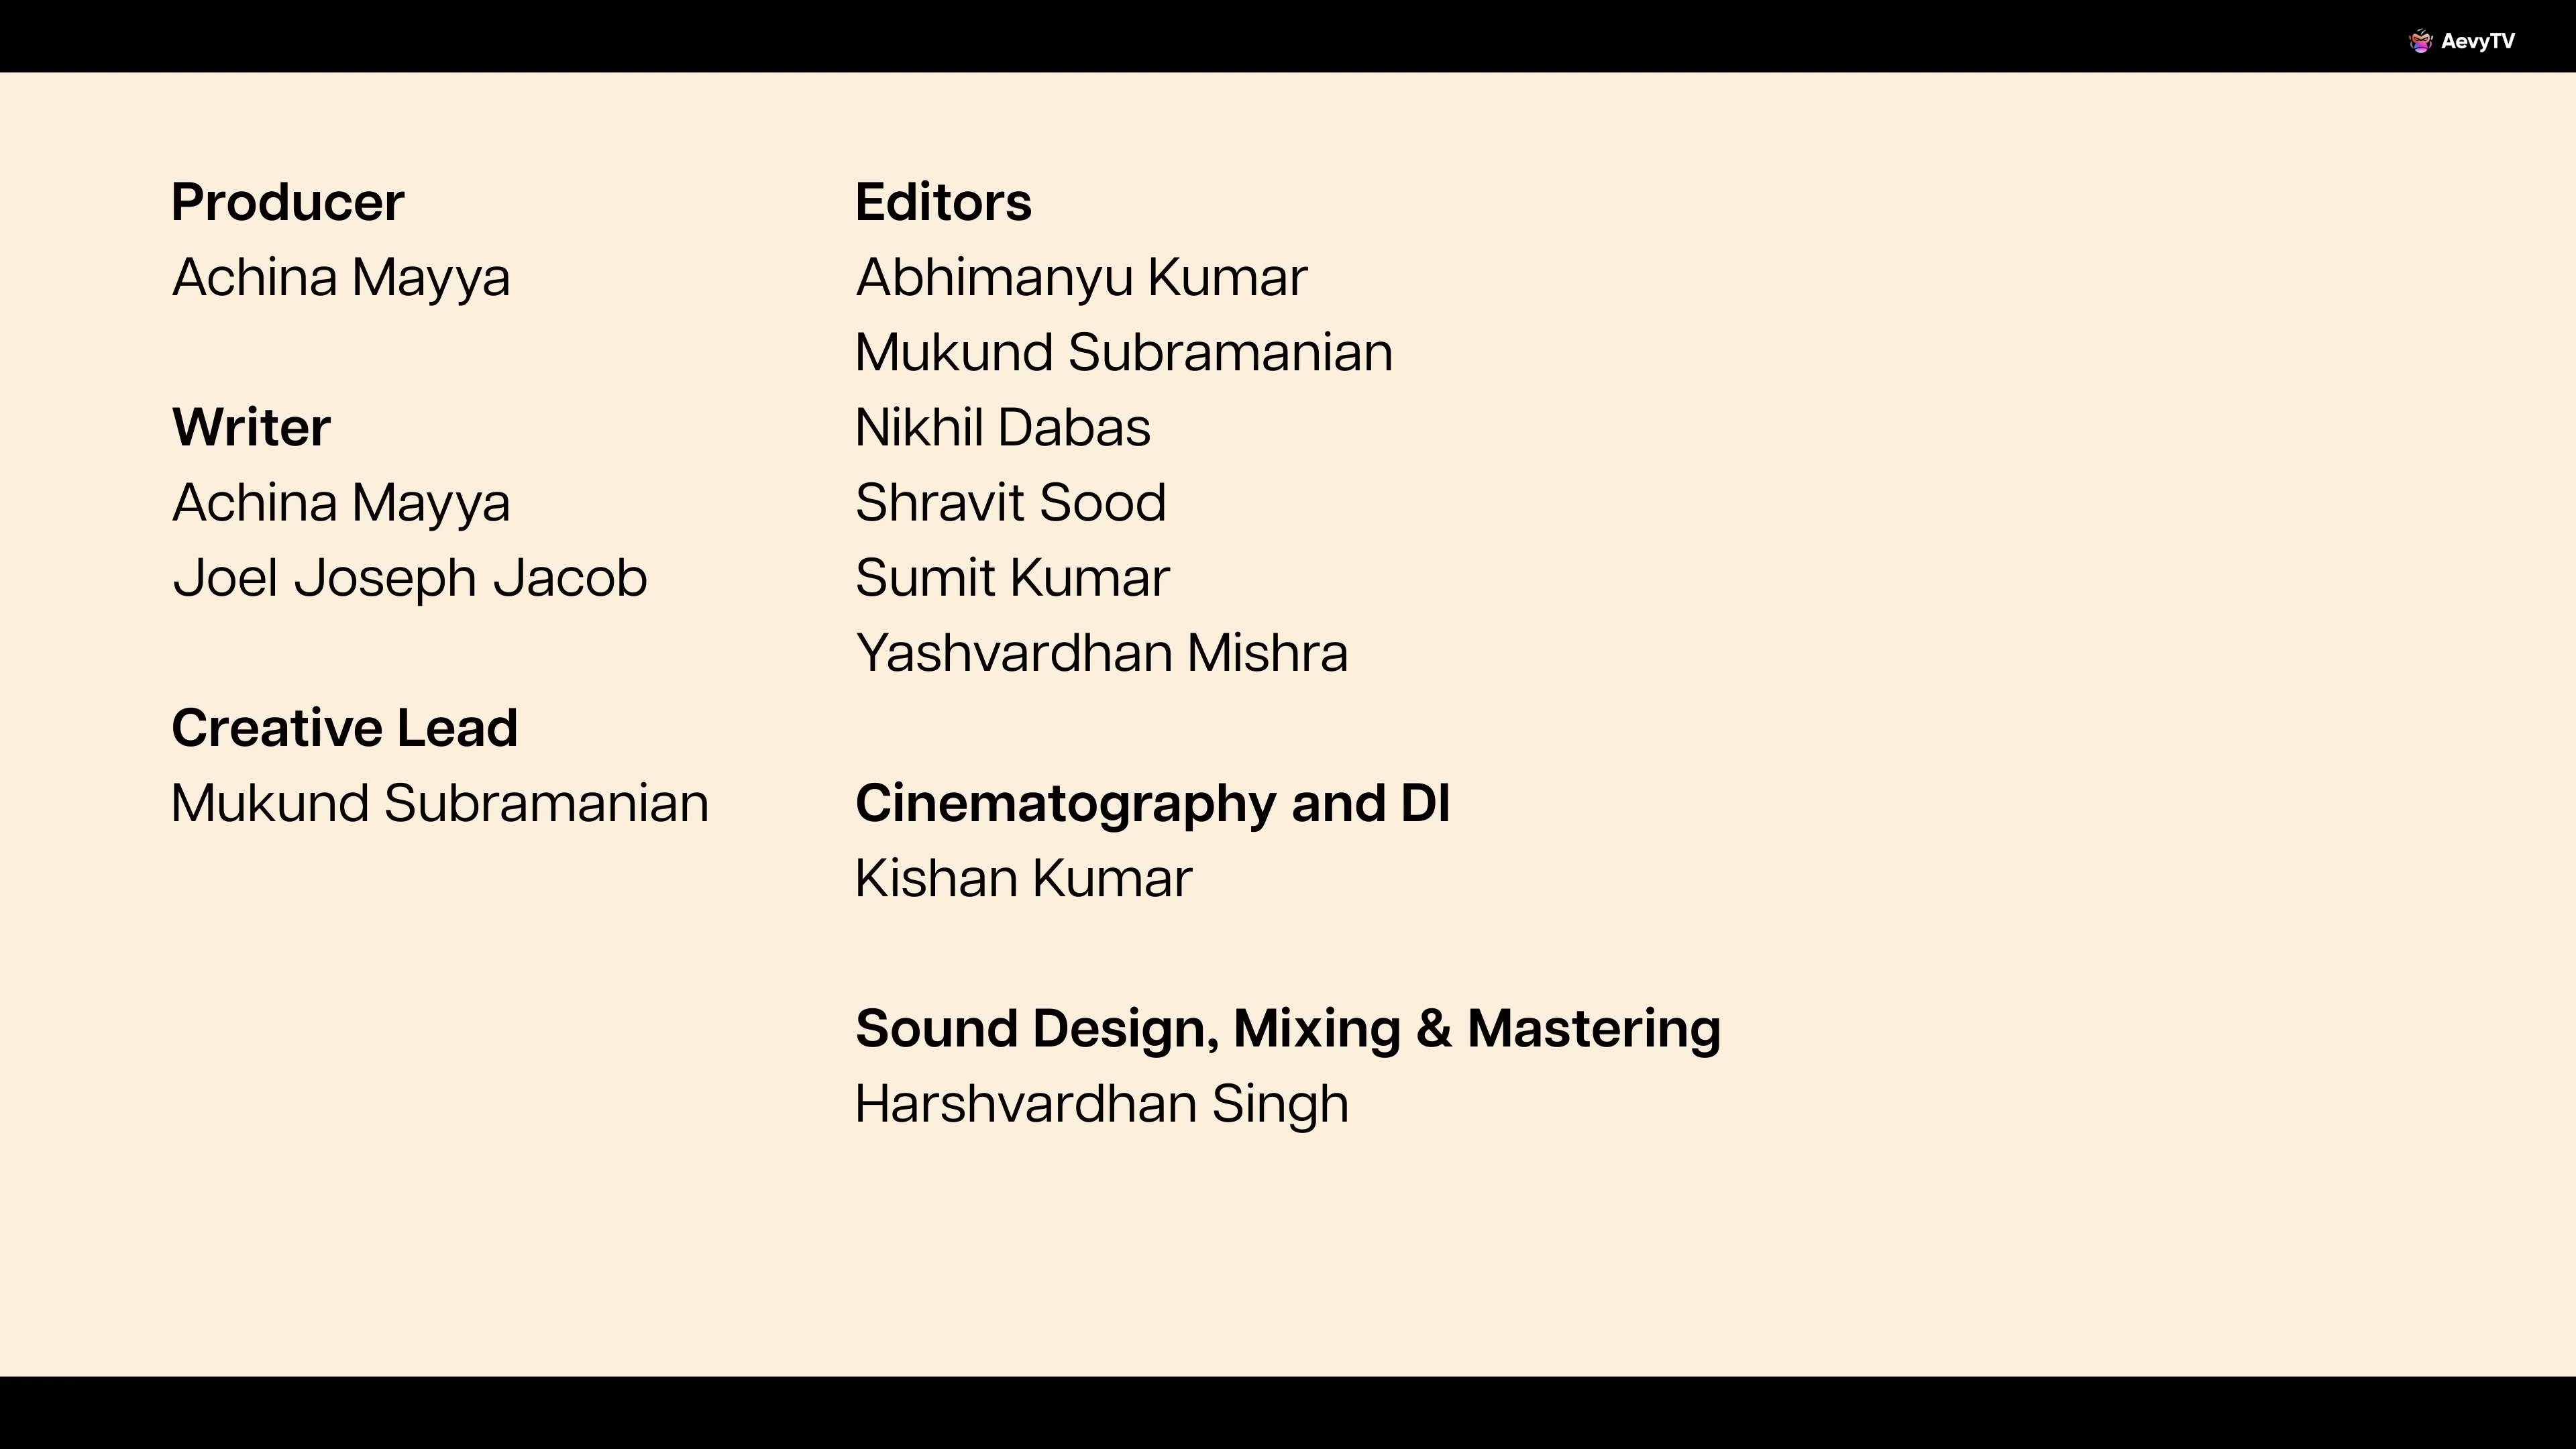 AevyTV
Producer
Achina Mayya
Writer
Achina Mayya
Joel Joseph Jacob
Creative Lead
Mukund Subramanian
Editors
Abhimanyu Kumar
Mukund Subramanian
Nikhil Dabas
Shravit Sood
Sumit Kumar
Yashvardhan Mishra
Cinematography and DI
Kishan Kumar
Sound Design, Mixing & Mastering
Harshvardhan Singh